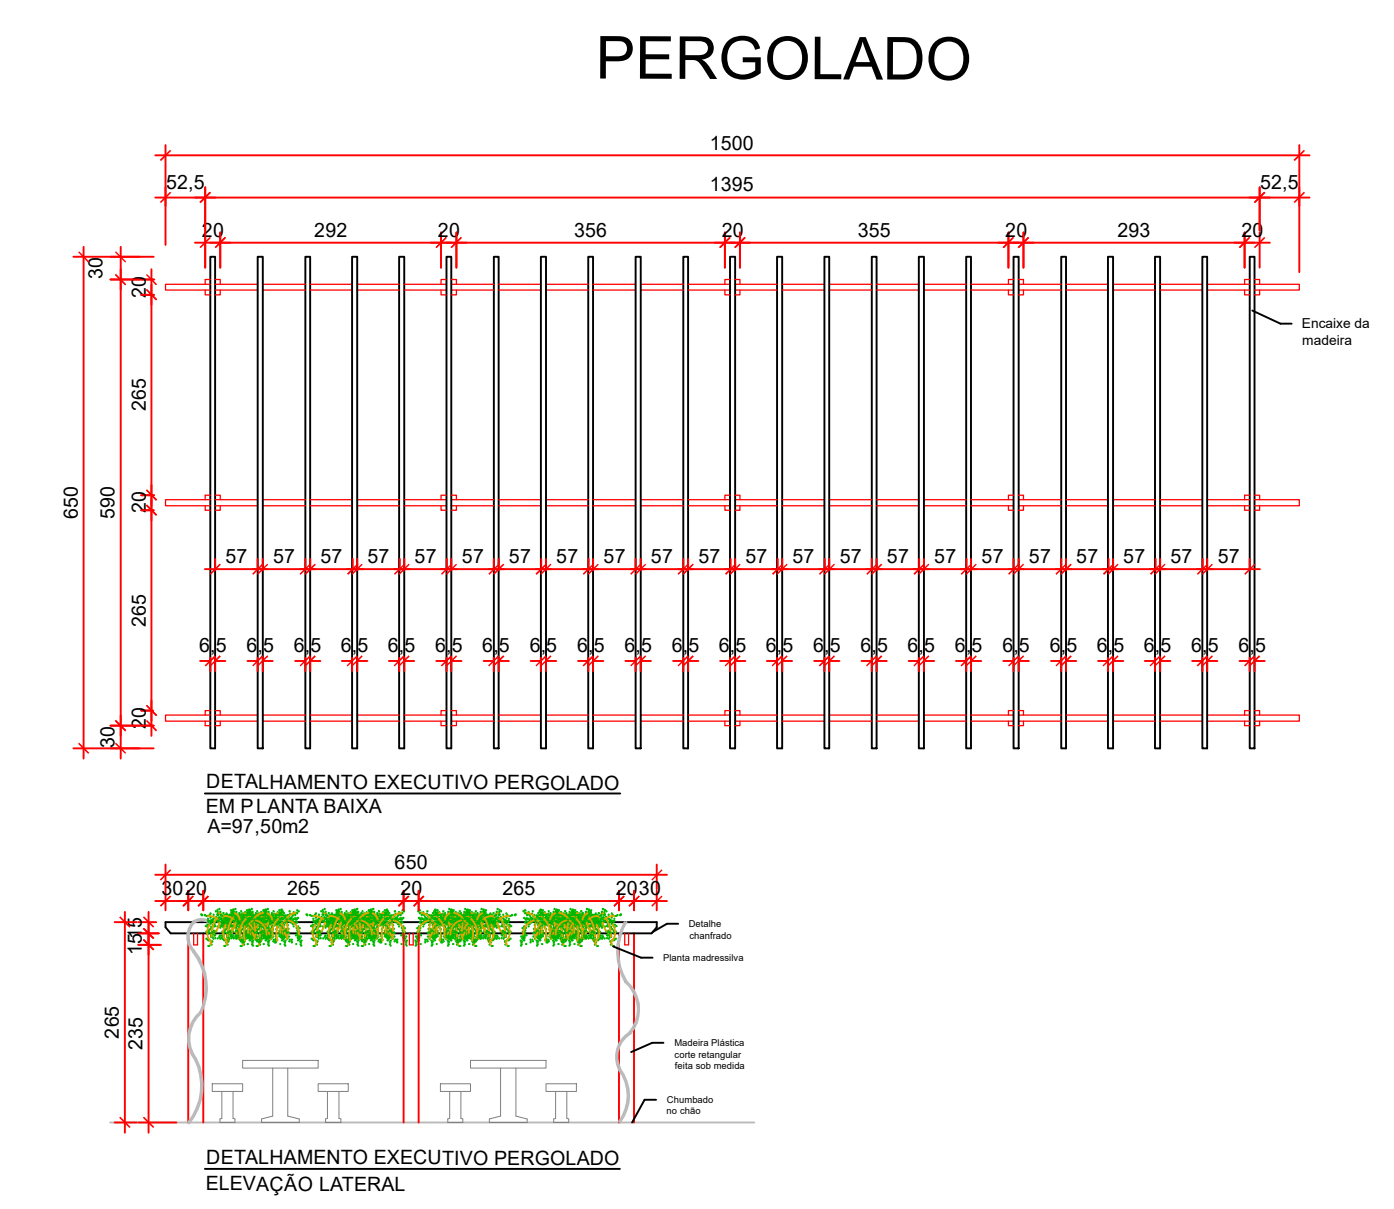 PERGOLADO
1500
52,5 1395 52,5
20 292 20 356 20 355 20 293 20
30
20
Encaixe da
madeira
265
650 590 20
57 57 57 57 57 57 57 57 57 57 57 57 57 57 57 57 57 57 57 57 57 57
265
6,5 6,5 6,5 6,5 6,5 6,5 6,5 6,5 6,5 6,5 6,5 6,5 6,5 6,5 6,5 6,5 6,5 6,5 6,5 6,5 6,5 6,5 6,5
20
30
DETALHAMENTO EXECUTIVO PERGOLADO
EM PLANTA BAIXA
A=97,50m2
650
30 20 265 20 265 20 30
15 15
Detalhe
chanfrado
Planta madressilva
265 235
Madeira Plástica
corte retangular
feita sob medida
Chumbado
no chão
DETALHAMENTO EXECUTIVO PERGOLADO
ELEVAÇÃO LATERAL